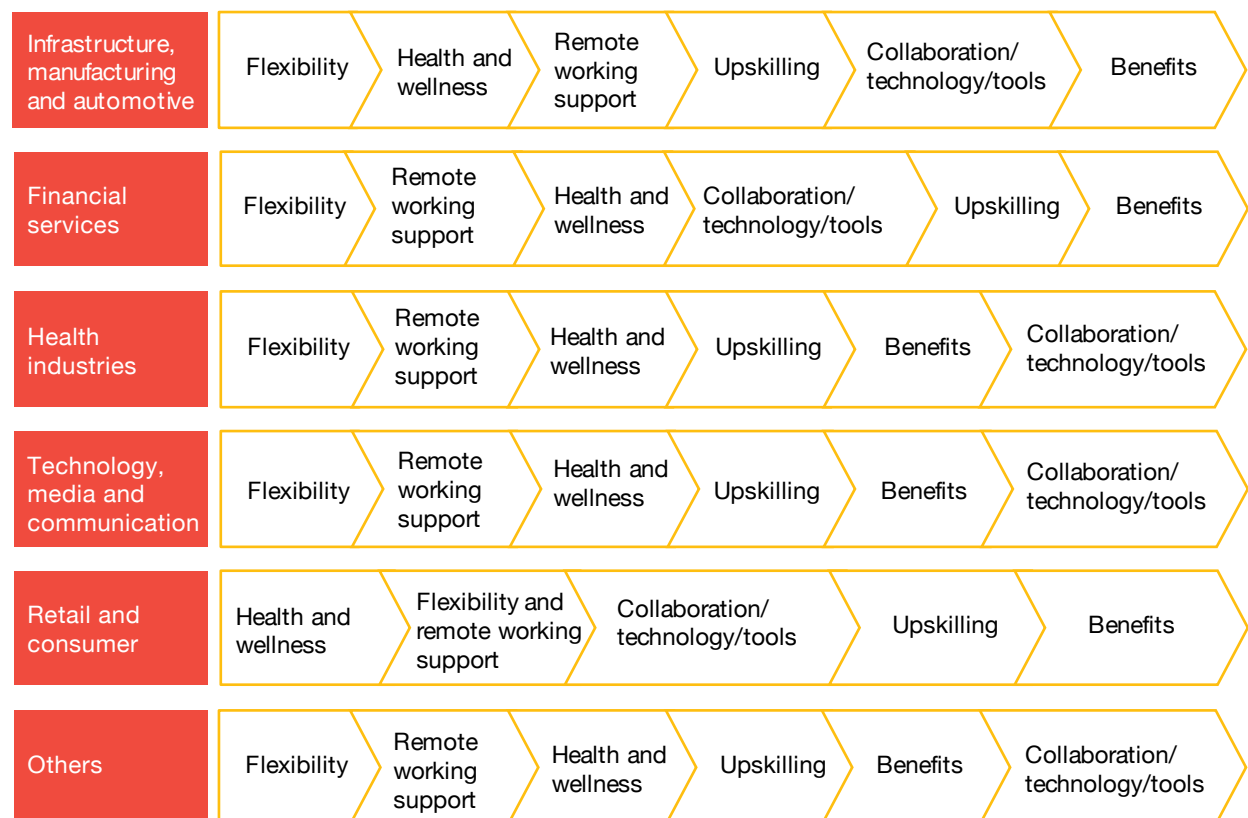 Infrastructure,
manufacturing
and automotive
Flexibility
Health and
wellness
Remote
working
support
Upskilling
Collaboration/
technology/tools
Benefits
Financial
services
Flexibility
Remote
working
support
Health and
wellness
Collaboration/
technology/tools
Upskilling
Benefits
Health
industries
Flexibility
Remote
working
support
Health and
wellness
Upskilling
Benefits
Collaboration/
technology/tools
Technology,
media and
communication
Flexibility
Remote
working
support
Health and
wellness
Upskilling
Benefits
Collaboration/
technology/tools
Retail and
consumer
Health and
wellness
Flexibility and
remote working
support
Collaboration/
technology/tools
Upskilling
Benefits
Others
Flexibility
Remote
working
support
Health and
wellness
Upskilling
Benefits
Collaboration/
technology/tools